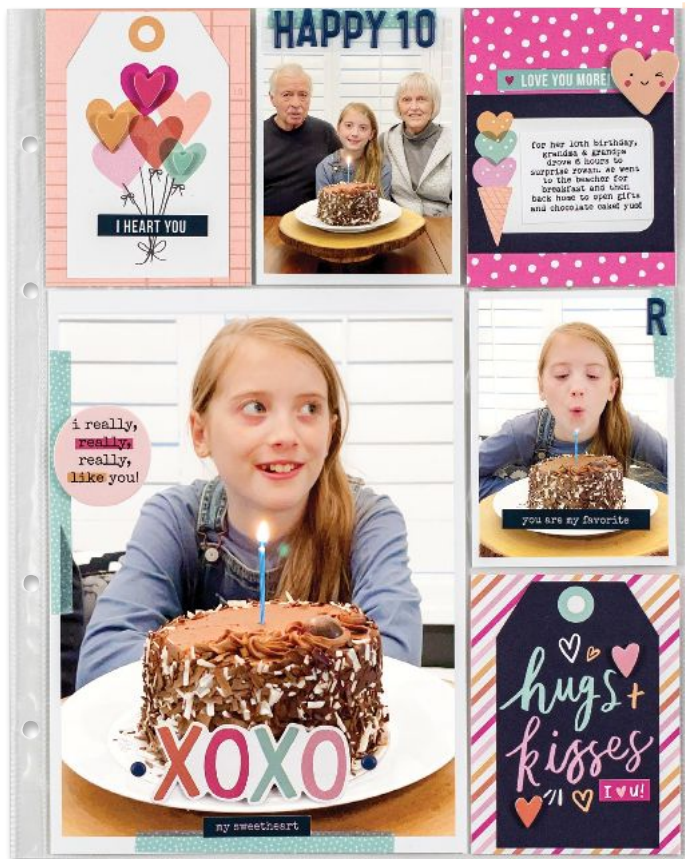 HAPPY 10
I HEART YOU
LOVE YOU MORE!
for her 10th birthday,
grandma & grandpa
drove 6 hours to
surprise rowan. we went
to the beacher for
breakfast and then
back home to open gifts
and chocolate cake! yum!
i really,
really,
really,
like you!
R
you are my favorite
XOXO
my sweetheart
hugs +
kisses
I ♥ u!